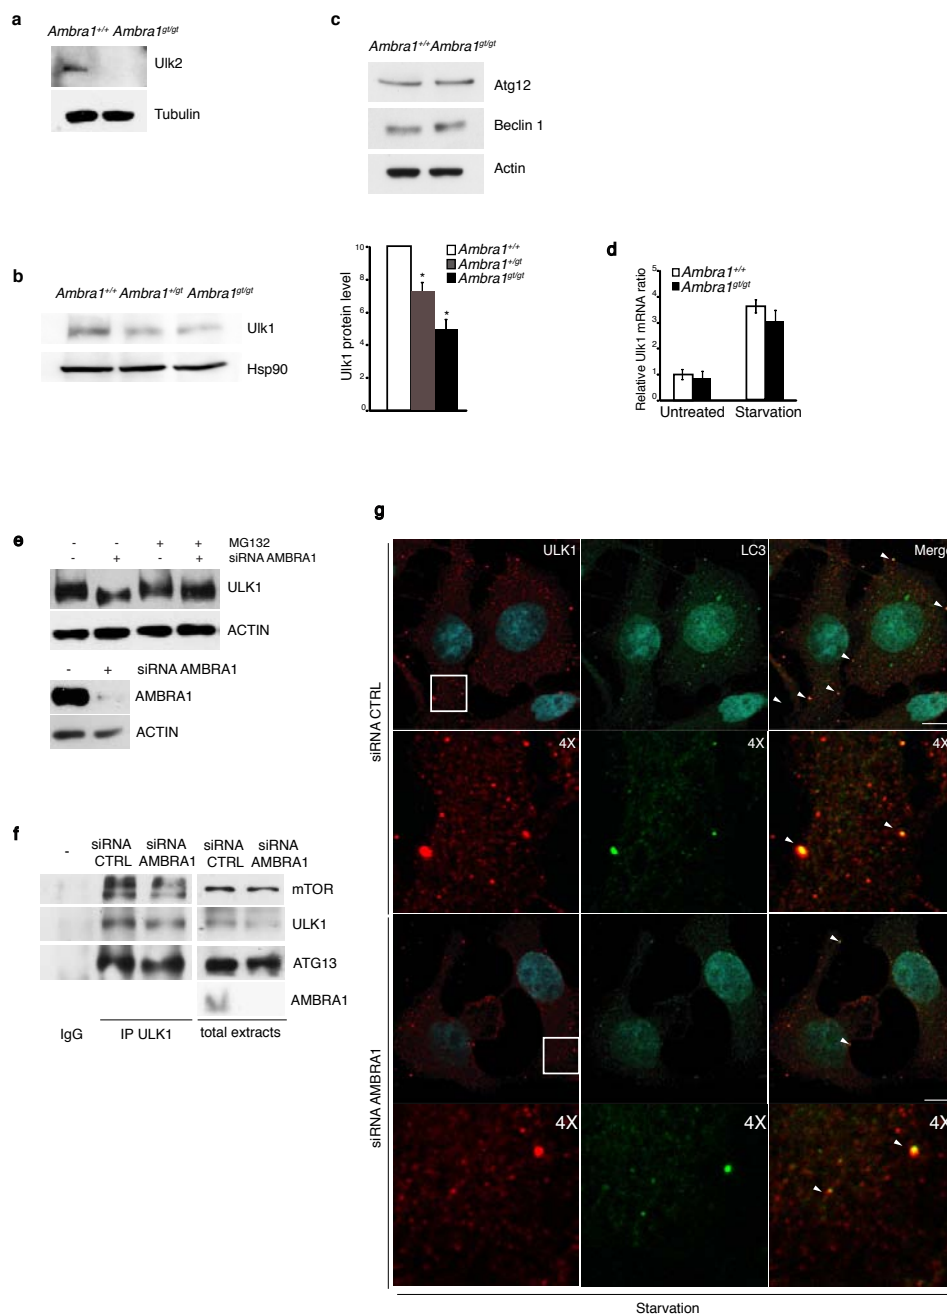 a
Ambra1+/+ Ambra1gt/gt
Ulk2
Tubulin
c
Ambra1+/+ Ambra1gt/gt
Atg12
Beclin 1
Actin
b
Ambra1+/+ Ambra1+/gt Ambra1gt/gt
Ulk1
Hsp90
Ulk1 protein level
10
8
6
4
2
0
*
*
Ambra1+/+
Ambra1+/gt
Ambra1gt/gt
d
Relative Ulk1 mRNA ratio
5
4
3
2
1
0
Ambra1+/+
Ambra1gt/gt
Untreated Starvation
e
- - + + MG132
- + - + siRNA AMBRA1
ULK1
ACTIN
- + siRNA AMBRA1
AMBRA1
ACTIN
f
- siRNA CTRL siRNA AMBRA1 siRNA CTRL siRNA AMBRA1
mTOR
ULK1
ATG13
AMBRA1
IgG IP ULK1 total extracts
g
siRNA CTRL
ULK1 LC3 Merge
4X 4X 4X
siRNA AMBRA1
4X 4X 4X
Starvation